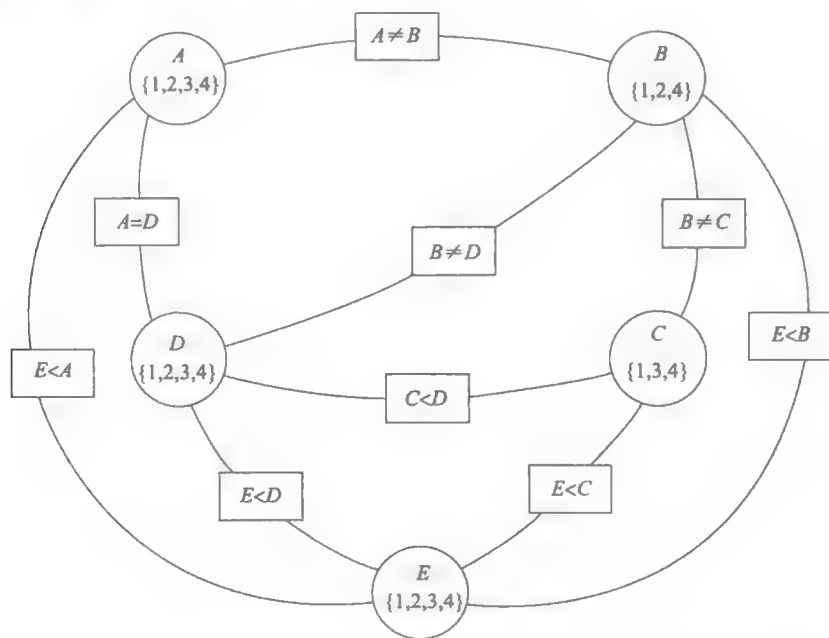 A≠B
A
{1,2,3,4}
B
{1,2,4}
A=D
B≠D
B≠C
D
{1,2,3,4}
C
{1,3,4}
E<B
E<A
C<D
E<D
E<C
E
{1,2,3,4}